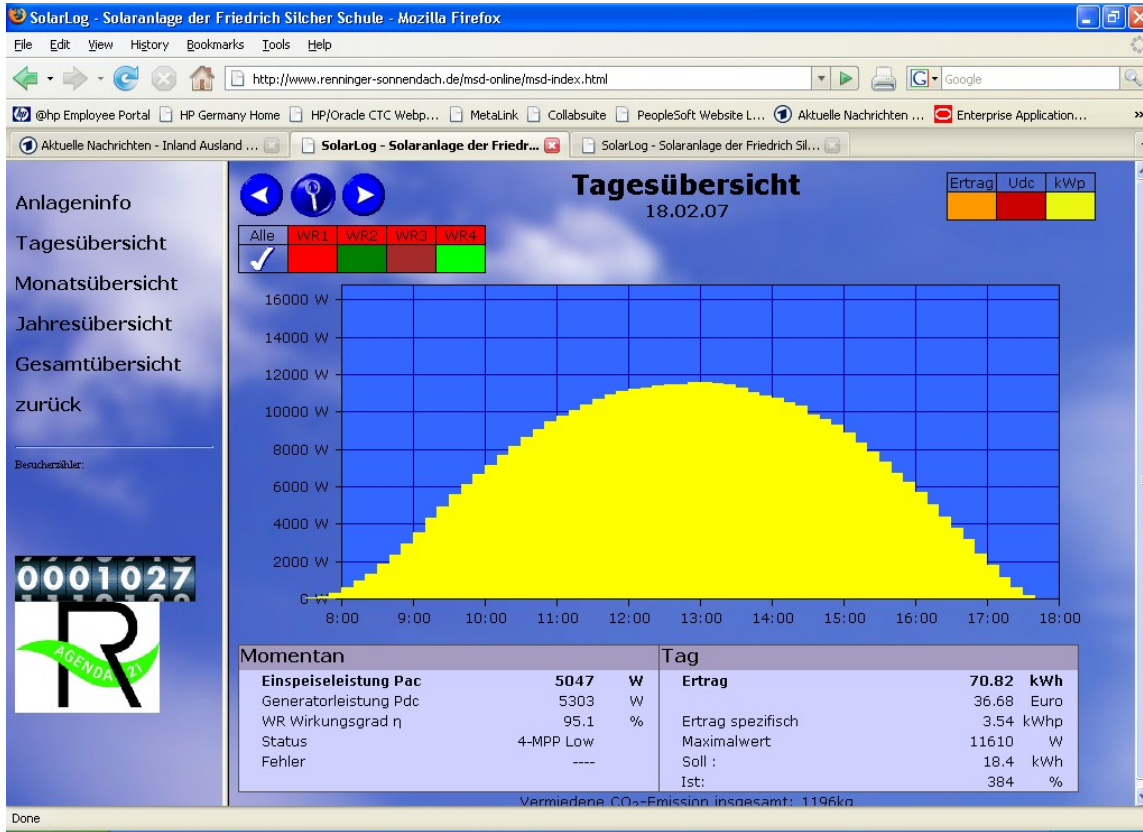 SolarLog - Solaranlage der Friedrich Silcher Schule - Mozilla Firefox
File Edit View History Bookmarks Tools Help
http://www.renninger-sonnendach.de/msd-online/msd-index.html
G Google
@hp Employee Portal HP Germany Home HP/Oracle CTC Webp... MetaLink Collabsuite PeopleSoft Website L... Aktuelle Nachrichten ... Enterprise Application... »
Aktuelle Nachrichten - Inland Ausland ... SolarLog - Solaranlage der Friedr... SolarLog - Solaranlage der Friedrich Sil...
Anlageninfo
Tagesübersicht
Monatsübersicht
Jahresübersicht
Gesamtübersicht
zurück
Besucherzähler:
0001027
R
AGENDA 21
Tagesübersicht
18.02.07
Ertrag Udc kWp
Alle WR1 WR2 WR3 WR4
16000 W
14000 W
12000 W
10000 W
8000 W
6000 W
4000 W
2000 W
0 W
8:00 9:00 10:00 11:00 12:00 13:00 14:00 15:00 16:00 17:00 18:00
Momentan
Einspeiseleistung Pac 5047 W
Generatorleistung Pdc 5303 W
WR Wirkungsgrad η 95.1 %
Status 4-MPP Low
Fehler ----
Tag
Ertrag 70.82 kWh
36.68 Euro
Ertrag spezifisch 3.54 kWhp
Maximalwert 11610 W
Soll : 18.4 kWh
Ist: 384 %
Vermiedene CO₂-Emission insgesamt: 1196kg
Done